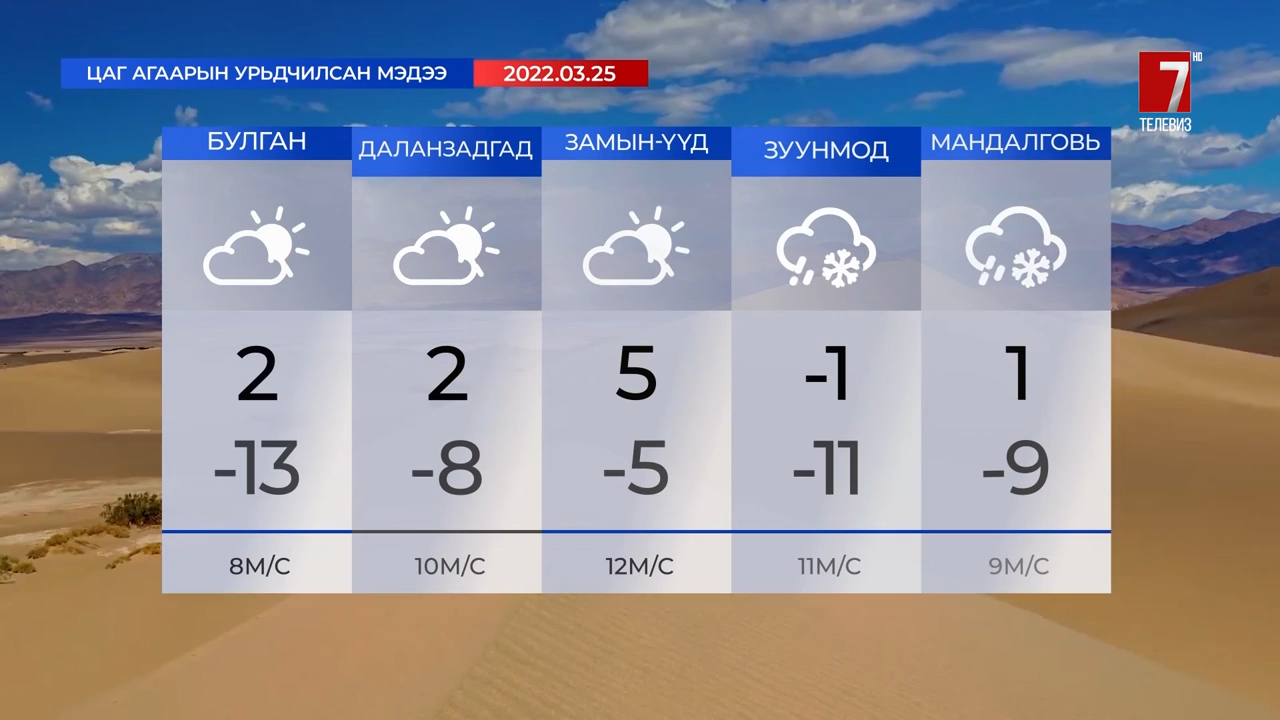 ЦАГ АГААРЫН УРЬДЧИЛСАН МЭДЭЭ 2022.03.25
7 HD
ТЕЛЕВИЗ
БУЛГАН ДАЛАНЗАДГАД ЗАМЫН-ҮҮД ЗУУНМОД МАНДАЛГОВЬ
2 2 5 -1 1
-13 -8 -5 -11 -9
8М/С 10М/С 12М/С 11М/С 9М/С